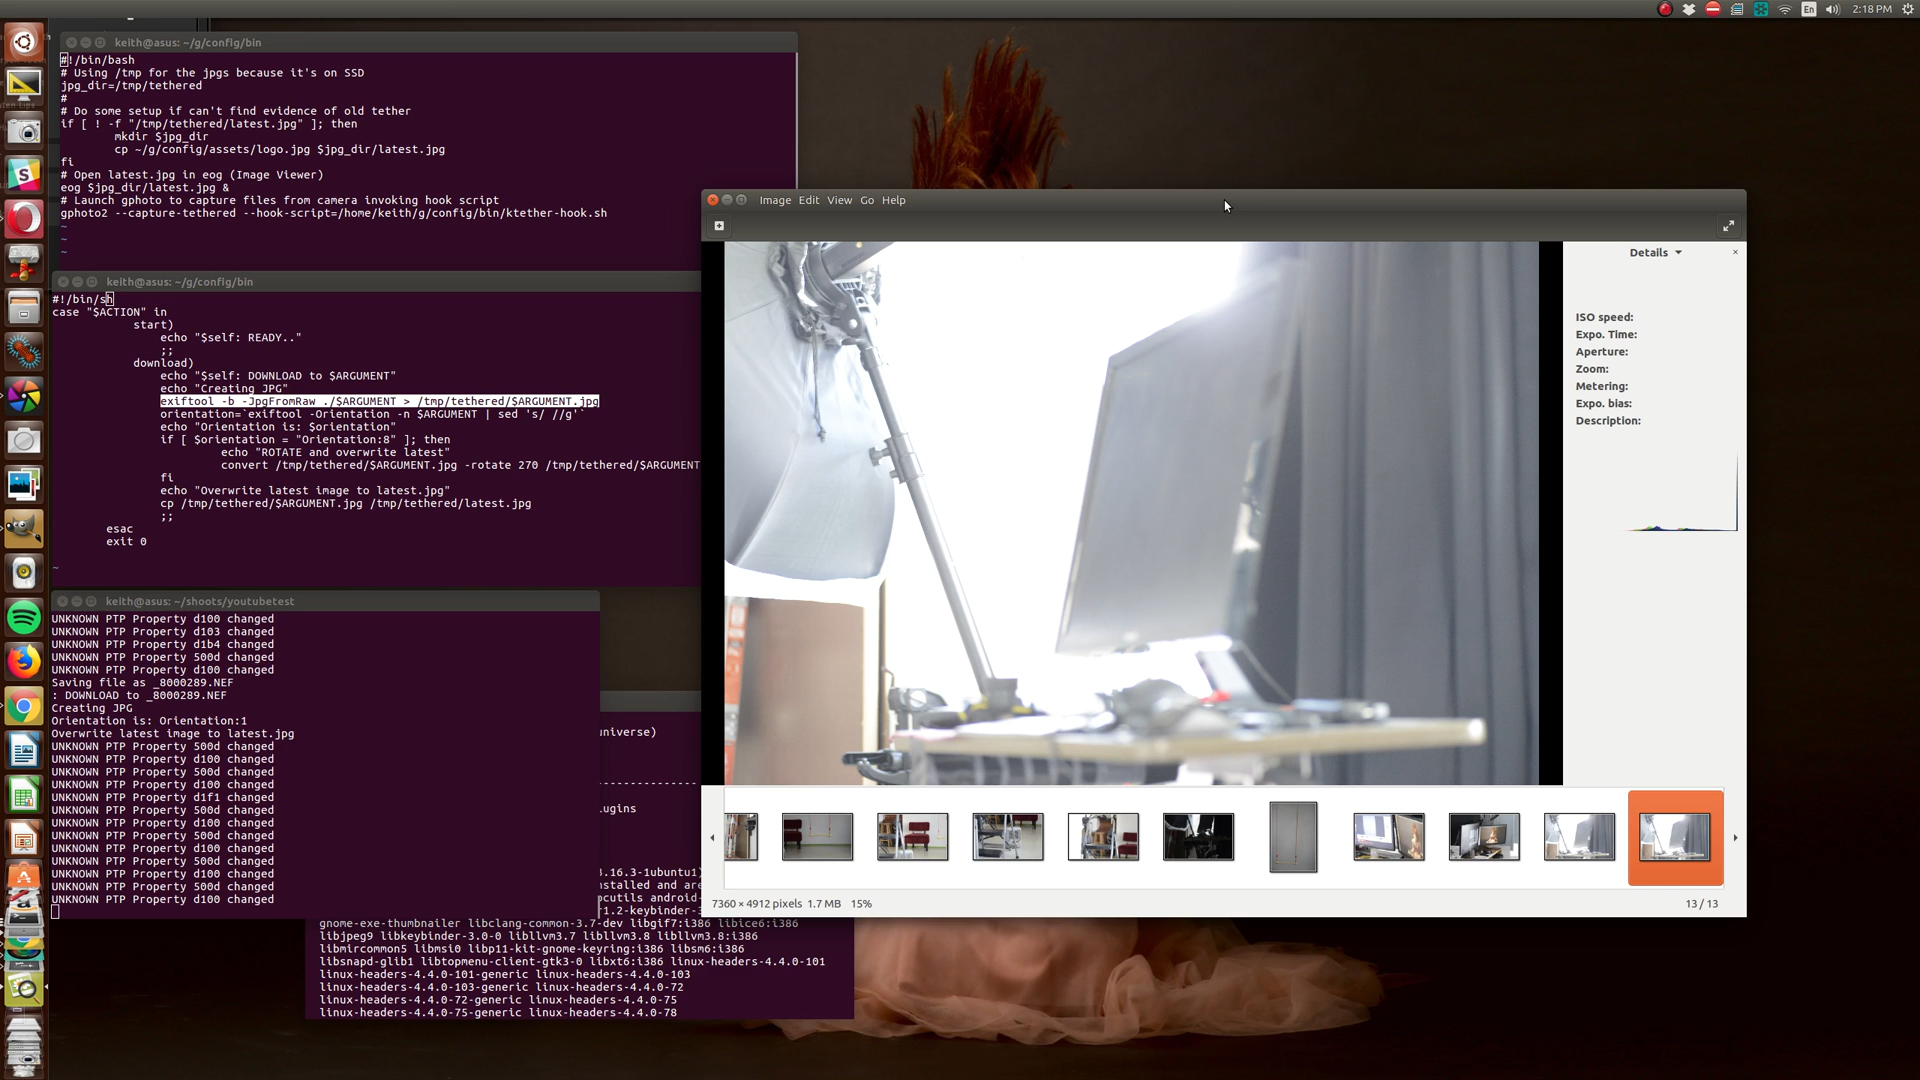 En
2:18 PM
keith@asus: ~/g/config/bin
#!/bin/bash
# Using /tmp for the jpgs because it's on SSD
jpg_dir=/tmp/tethered
#
# Do some setup if can't find evidence of old tether
if [ ! -f "/tmp/tethered/latest.jpg" ]; then
mkdir $jpg_dir
cp ~/g/config/assets/logo.jpg $jpg_dir/latest.jpg
fi
# Open latest.jpg in eog (Image Viewer)
eog $jpg_dir/latest.jpg &
# Launch gphoto to capture files from camera invoking hook script
gphoto2 --capture-tethered --hook-script=/home/keith/g/config/bin/ktether-hook.sh
~
~
~
keith@asus: ~/g/config/bin
#!/bin/sh
case "$ACTION" in
start)
echo "$self: READY.."
;;
download)
echo "$self: DOWNLOAD to $ARGUMENT"
echo "Creating JPG"
exiftool -b -JpgFromRaw ./$ARGUMENT > /tmp/tethered/$ARGUMENT.jpg
orientation=`exiftool -Orientation -n $ARGUMENT | sed 's/ //g'`
echo "Orientation is: $orientation"
if [ $orientation = "Orientation:8" ]; then
echo "ROTATE and overwrite latest"
convert /tmp/tethered/$ARGUMENT.jpg -rotate 270 /tmp/tethered/$ARGUMENT
fi
echo "Overwrite latest image to latest.jpg"
cp /tmp/tethered/$ARGUMENT.jpg /tmp/tethered/latest.jpg
;;
esac
exit 0
~
keith@asus: ~/shoots/youtubetest
UNKNOWN PTP Property d100 changed
UNKNOWN PTP Property d103 changed
UNKNOWN PTP Property d1b4 changed
UNKNOWN PTP Property 500d changed
UNKNOWN PTP Property d100 changed
Saving file as _8000289.NEF
: DOWNLOAD to _8000289.NEF
Creating JPG
Orientation is: Orientation:1
Overwrite latest image to latest.jpg
UNKNOWN PTP Property 500d changed
UNKNOWN PTP Property d100 changed
UNKNOWN PTP Property 500d changed
UNKNOWN PTP Property d100 changed
UNKNOWN PTP Property d1f1 changed
UNKNOWN PTP Property 500d changed
UNKNOWN PTP Property d100 changed
UNKNOWN PTP Property 500d changed
UNKNOWN PTP Property d100 changed
UNKNOWN PTP Property 500d changed
UNKNOWN PTP Property d100 changed
UNKNOWN PTP Property 500d changed
UNKNOWN PTP Property d100 changed
universe)
---------------
lugins
3.16.3-1ubuntu1)
nstalled and are
pcutils android-
r1.2-keybinder-3
gnome-exe-thumbnailer libclang-common-3.7-dev libgif7:i386 libice6:i386
libjpeg9 libkeybinder-3.0-0 libllvm3.7 libllvm3.8 libllvm3.8:i386
libmircommon5 libmsi0 libp11-kit-gnome-keyring:i386 libsm6:i386
libsnapd-glib1 libtopmenu-client-gtk3-0 libxt6:i386 linux-headers-4.4.0-101
linux-headers-4.4.0-101-generic linux-headers-4.4.0-103
linux-headers-4.4.0-103-generic linux-headers-4.4.0-72
linux-headers-4.4.0-72-generic linux-headers-4.4.0-75
linux-headers-4.4.0-75-generic linux-headers-4.4.0-78
Image Edit View Go Help
Details
ISO speed:
Expo. Time:
Aperture:
Zoom:
Metering:
Expo. bias:
Description:
7360 × 4912 pixels 1.7 MB 15%
13 / 13